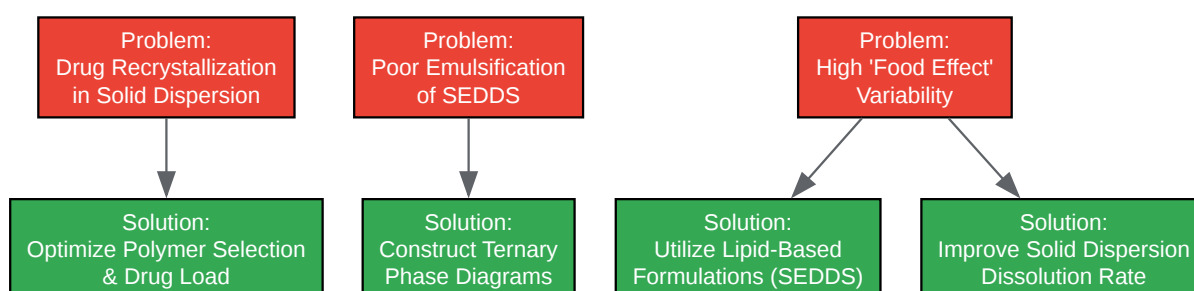 Problem:
Drug Recrystallization
in Solid Dispersion
Problem:
Poor Emulsification
of SEDDS
Problem:
High 'Food Effect'
Variability
Solution:
Optimize Polymer Selection
& Drug Load
Solution:
Construct Ternary
Phase Diagrams
Solution:
Utilize Lipid-Based
Formulations (SEDDS)
Solution:
Improve Solid Dispersion
Dissolution Rate